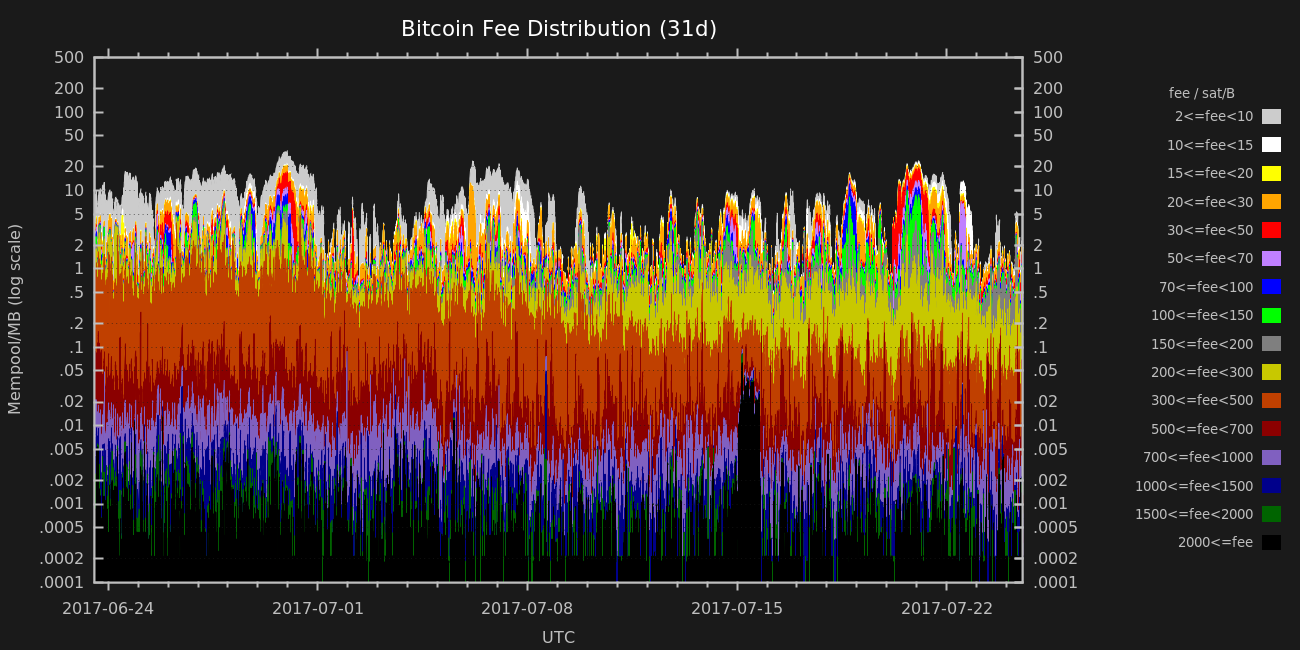 Bitcoin Fee Distribution (31d)
500
200
100
50
20
10
5
2
1
.5
.2
.1
.05
.02
.01
.005
.002
.001
.0005
.0002
.0001
Mempool/MB (log scale)
500
200
100
50
20
10
5
2
1
.5
.2
.1
.05
.02
.01
.005
.002
.001
.0005
.0002
.0001
2017-06-24
2017-07-01
2017-07-08
2017-07-15
2017-07-22
UTC
fee / sat/B
2<=fee<10
10<=fee<15
15<=fee<20
20<=fee<30
30<=fee<50
50<=fee<70
70<=fee<100
100<=fee<150
150<=fee<200
200<=fee<300
300<=fee<500
500<=fee<700
700<=fee<1000
1000<=fee<1500
1500<=fee<2000
2000<=fee